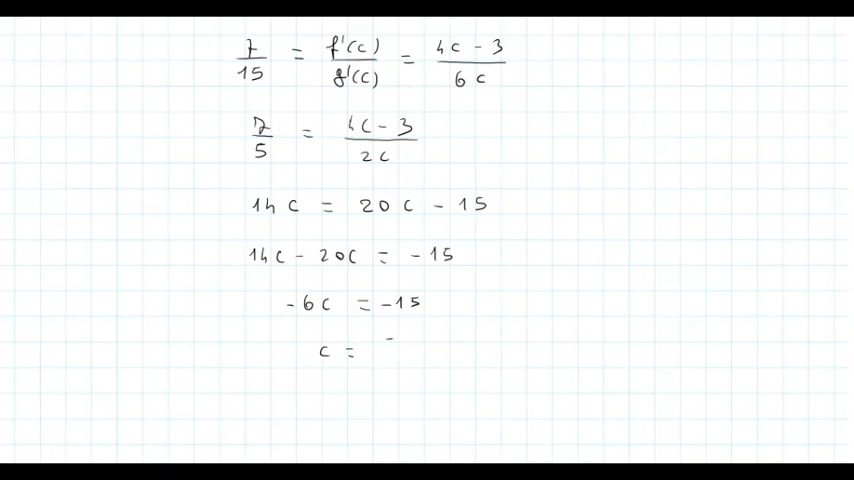 7/15 = f'(c)/g'(c) = 4c - 3/6c
7/5 = 4c - 3/2c
14c = 20c - 15
14c - 20c = -15
-6c = -15
c =